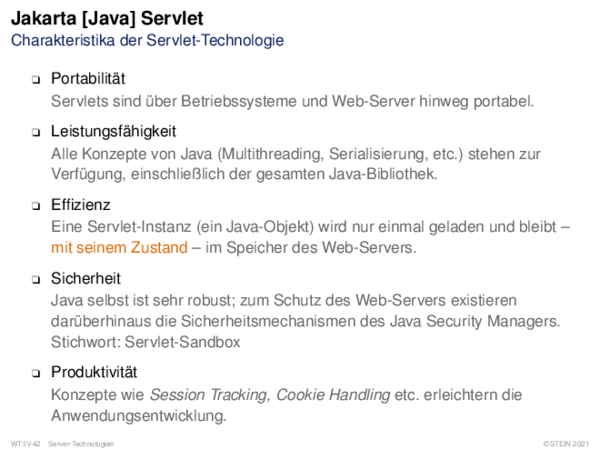 Jakarta [Java] Servlet
Charakteristika der Servlet-Technologie
❑ Portabilität
Servlets sind über Betriebssysteme und Web-Server hinweg portabel.
❑ Leistungsfähigkeit
Alle Konzepte von Java (Multithreading, Serialisierung, etc.) stehen zur
Verfügung, einschließlich der gesamten Java-Bibliothek.
❑ Effizienz
Eine Servlet-Instanz (ein Java-Objekt) wird nur einmal geladen und bleibt –
mit seinem Zustand – im Speicher des Web-Servers.
❑ Sicherheit
Java selbst ist sehr robust; zum Schutz des Web-Servers existieren
darüberhinaus die Sicherheitsmechanismen des Java Security Managers.
Stichwort: Servlet-Sandbox
❑ Produktivität
Konzepte wie Session Tracking, Cookie Handling etc. erleichtern die
Anwendungsentwicklung.
WT:IV-42 Server-Technologien ©STEIN 2021